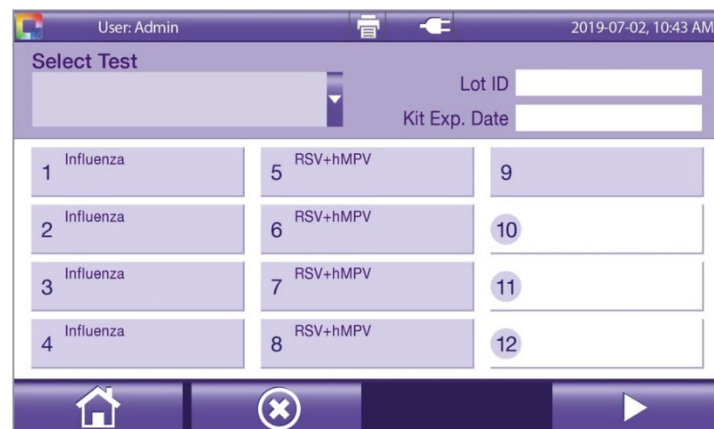 User: Admin
2019-07-02, 10:43 AM
Select Test
Lot ID
Kit Exp. Date
1 Influenza
2 Influenza
3 Influenza
4 Influenza
5 RSV+hMPV
6 RSV+hMPV
7 RSV+hMPV
8 RSV+hMPV
9
10
11
12